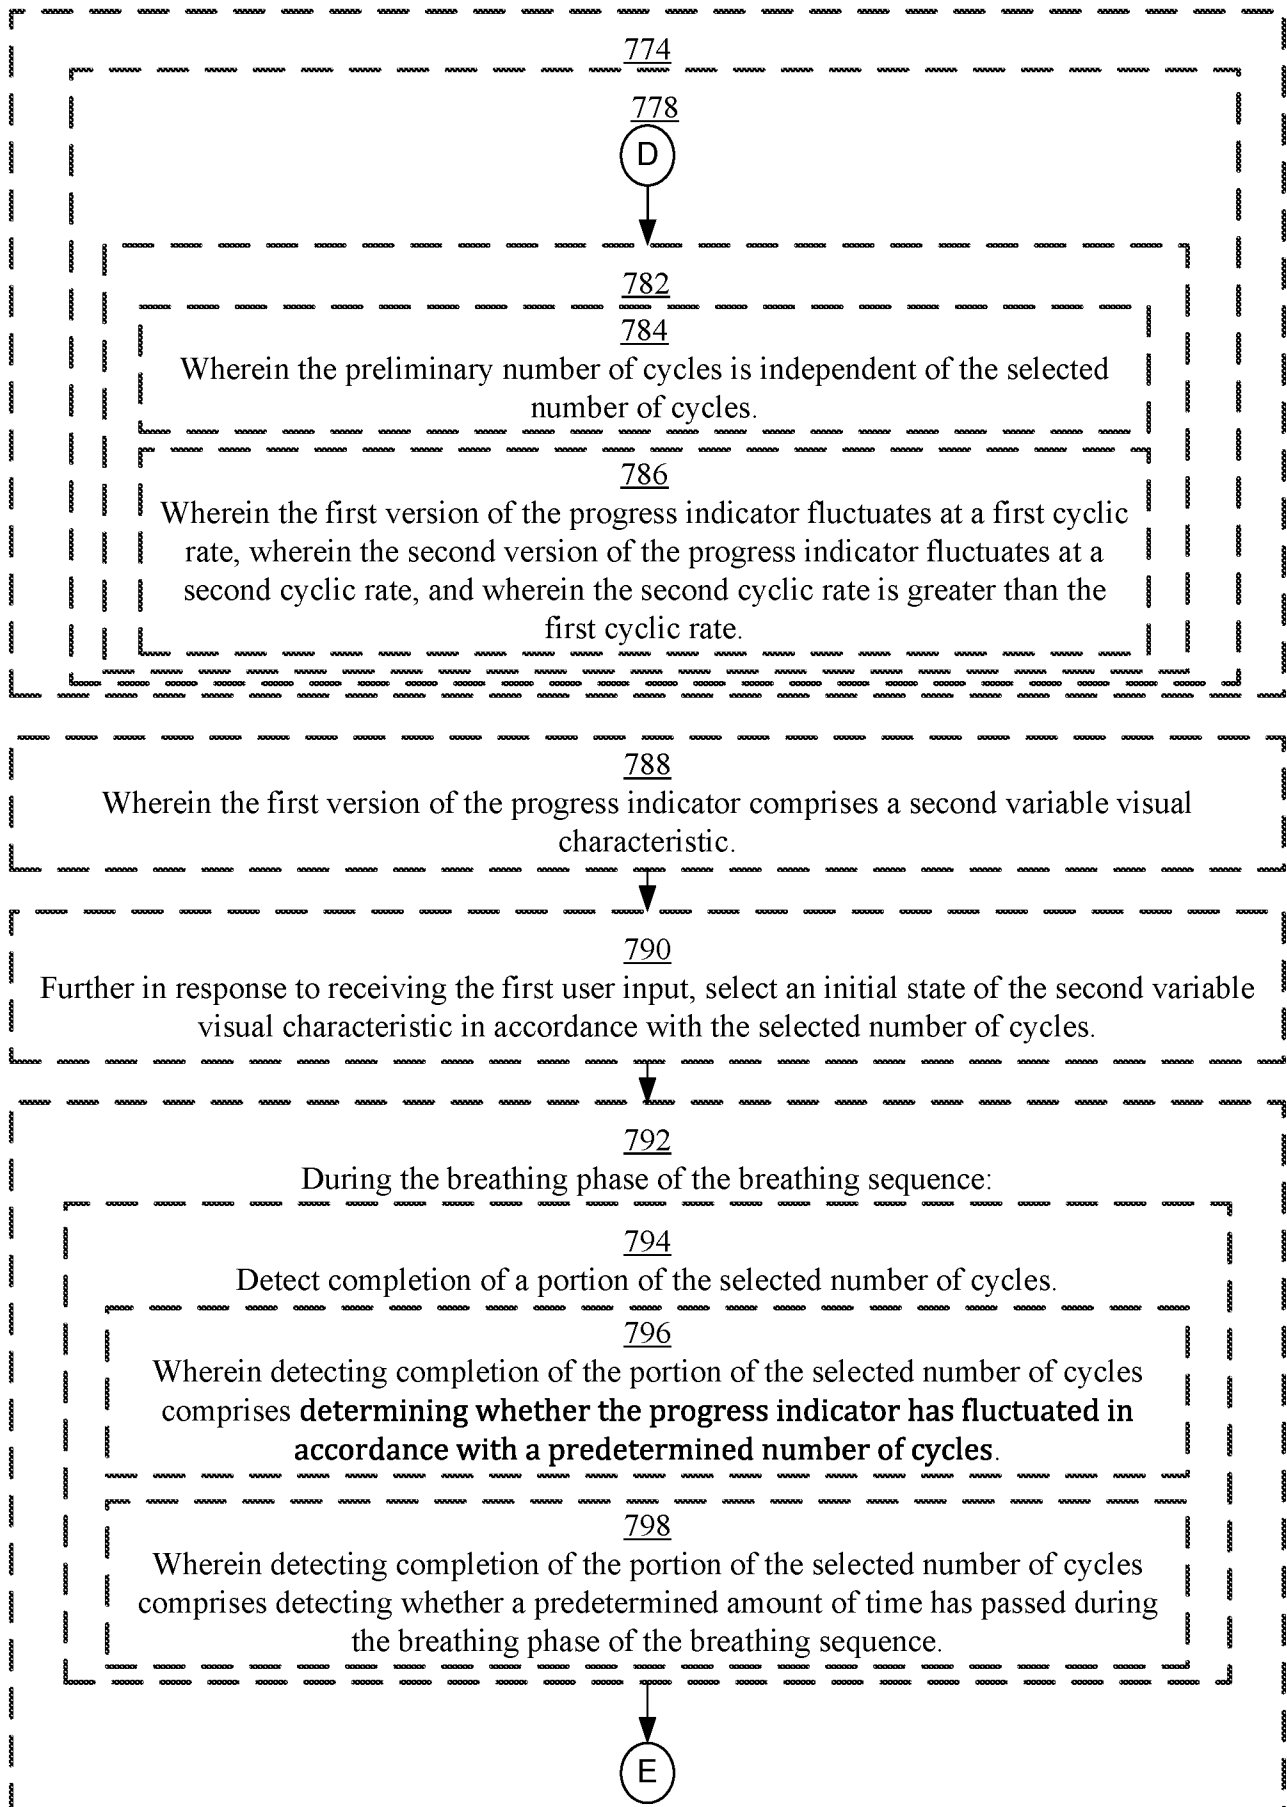 774
778
D
782
784
Wherein the preliminary number of cycles is independent of the selected
number of cycles.
786
Wherein the first version of the progress indicator fluctuates at a first cyclic
rate, wherein the second version of the progress indicator fluctuates at a
second cyclic rate, and wherein the second cyclic rate is greater than the
first cyclic rate.
788
Wherein the first version of the progress indicator comprises a second variable visual
characteristic.
790
Further in response to receiving the first user input, select an initial state of the second variable
visual characteristic in accordance with the selected number of cycles.
792
During the breathing phase of the breathing sequence:
794
Detect completion of a portion of the selected number of cycles.
796
Wherein detecting completion of the portion of the selected number of cycles
comprises determining whether the progress indicator has fluctuated in
accordance with a predetermined number of cycles.
798
Wherein detecting completion of the portion of the selected number of cycles
comprises detecting whether a predetermined amount of time has passed during
the breathing phase of the breathing sequence.
E